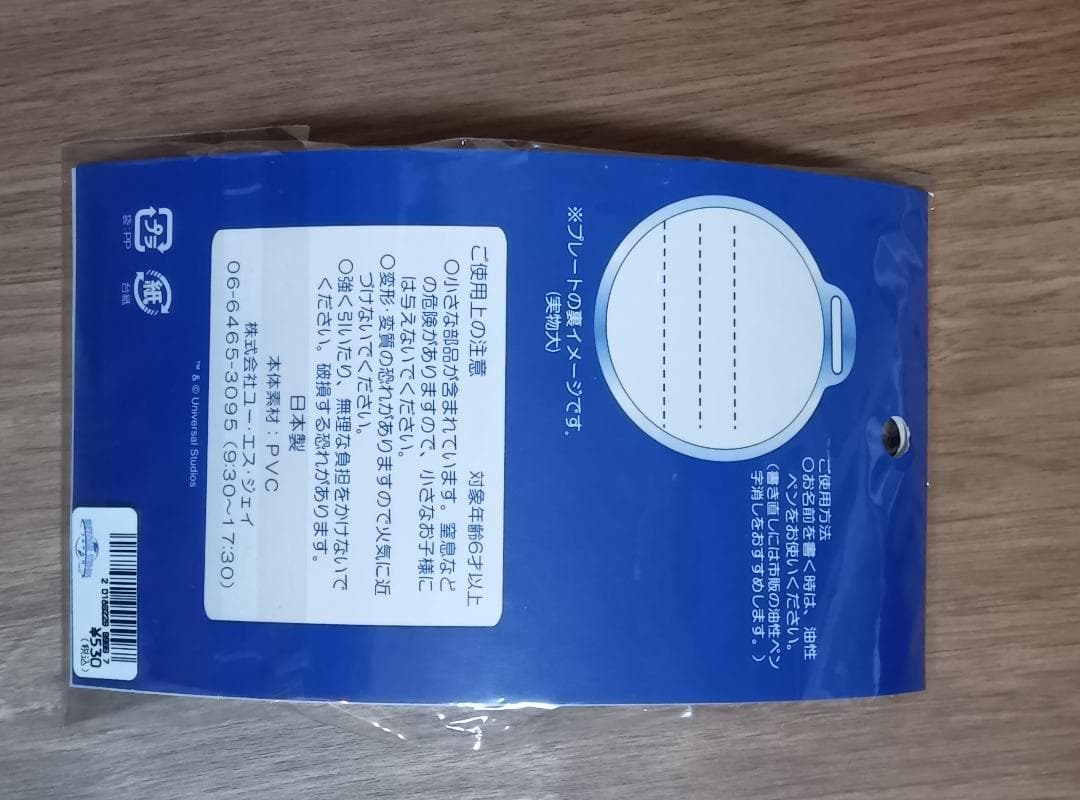 ご使用方法
○お名前を書く時は、油性
ペンをお使いください。
(書き直しには市販の油性ペン
字消しをおすすめします。)
※プレートの裏イメージです。
(実物大)
ご使用上の注意 対象年齢6才以上
○小さな部品が含まれています。窒息など
の危険がありますので、小さなお子様に
は与えないでください。
○変形・変質の恐れがありますので火気に近
づけないでください。
○強く引いたり、無理な負担をかけないで
ください。破損する恐れがあります。
日本製
本体素材：PVC
株式会社ユー・エス・ジェイ
06-6465-3095(9:30~17:30)
™ & © Universal Studios
プラ
袋:PP
紙
台紙
¥530
(税込)